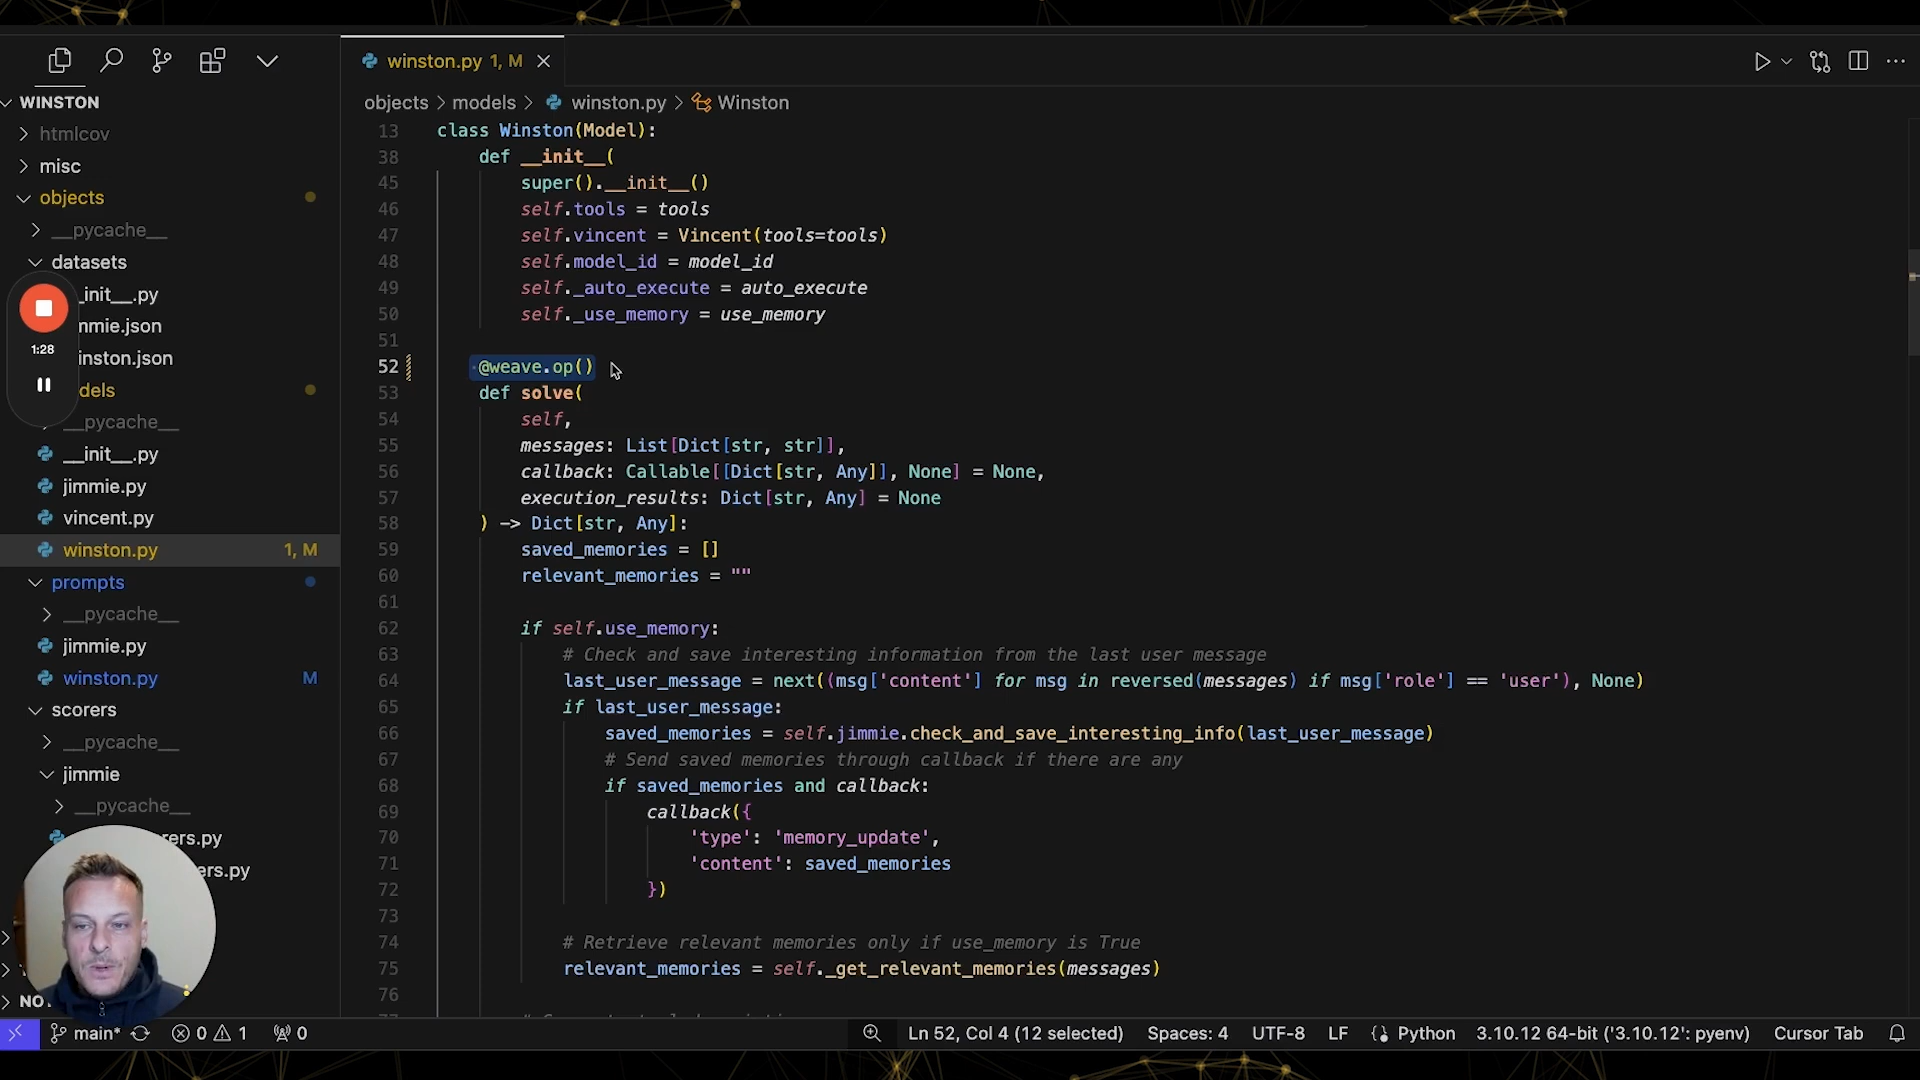 winston.py 1, M
WINSTON
objects > models > winston.py > Winston
htmlcov
misc
objects
__pycache__
datasets
_init__.py
mmie.json
inston.json
dels
__pycache__
__init__.py
jimmie.py
vincent.py
winston.py 1, M
prompts
__pycache__
jimmie.py
winston.py M
scorers
__pycache__
jimmie
__pycache__
rers.py
ers.py
NO
1:28
13 class Winston(Model):
38 def __init__(
45 super().__init__()
46 self.tools = tools
47 self.vincent = Vincent(tools=tools)
48 self.model_id = model_id
49 self._auto_execute = auto_execute
50 self._use_memory = use_memory
51
52 @weave.op()
53 def solve(
54 self,
55 messages: List[Dict[str, str]],
56 callback: Callable[[Dict[str, Any]], None] = None,
57 execution_results: Dict[str, Any] = None
58 ) -> Dict[str, Any]:
59 saved_memories = []
60 relevant_memories = ""
61
62 if self.use_memory:
63 # Check and save interesting information from the last user message
64 last_user_message = next((msg['content'] for msg in reversed(messages) if msg['role'] == 'user'), None)
65 if last_user_message:
66 saved_memories = self.jimmie.check_and_save_interesting_info(last_user_message)
67 # Send saved memories through callback if there are any
68 if saved_memories and callback:
69 callback({
70 'type': 'memory_update',
71 'content': saved_memories
72 })
73
74 # Retrieve relevant memories only if use_memory is True
75 relevant_memories = self._get_relevant_memories(messages)
76
main* 0 1 0 Ln 52, Col 4 (12 selected) Spaces: 4 UTF-8 LF Python 3.10.12 64-bit ('3.10.12': pyenv) Cursor Tab